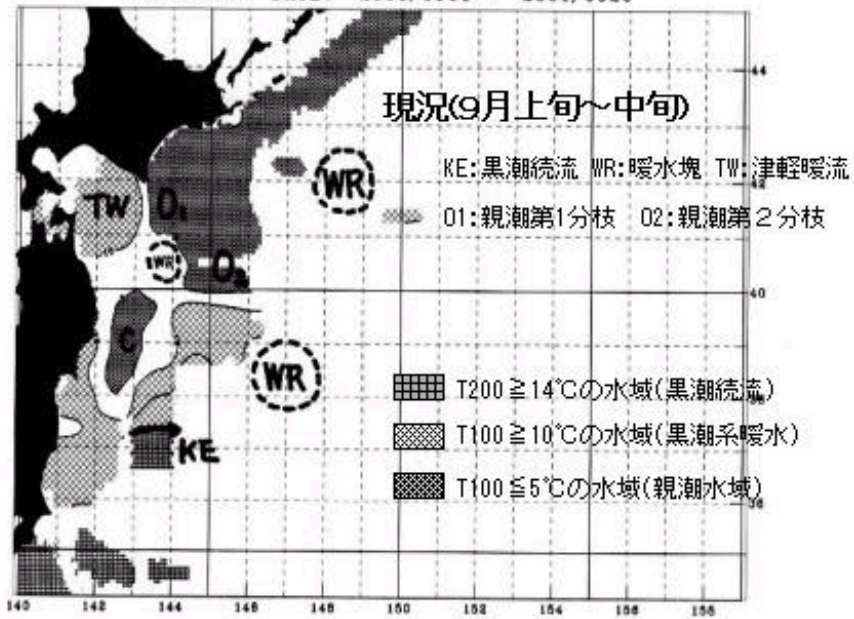 44
現況(9月上旬～中旬)
KE:黒潮続流 WR:暖水塊 TW:津軽暖流
WR
42
TW
O1
01:親潮第1分枝 02:親潮第2分枝
WR
O2
40
C
WR
T200≧14℃の水域(黒潮続流)
T100≧10℃の水域(黒潮系暖水)
KE
T100≦5℃の水域(親潮水域)
36
140 142 144 146 148 150 152 154 156 158